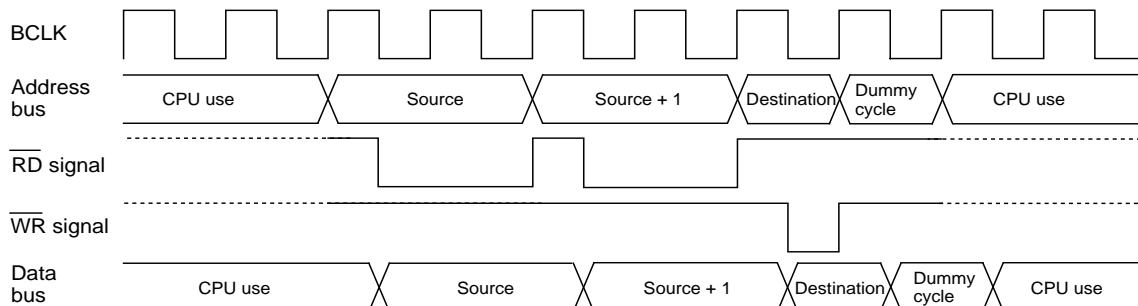 BCLK
Address
bus
CPU use
Source
Source + 1
Destination
Dummy
cycle
CPU use
RD signal
WR signal
Data
bus
CPU use
Source
Source + 1
Destination
Dummy
cycle
CPU use